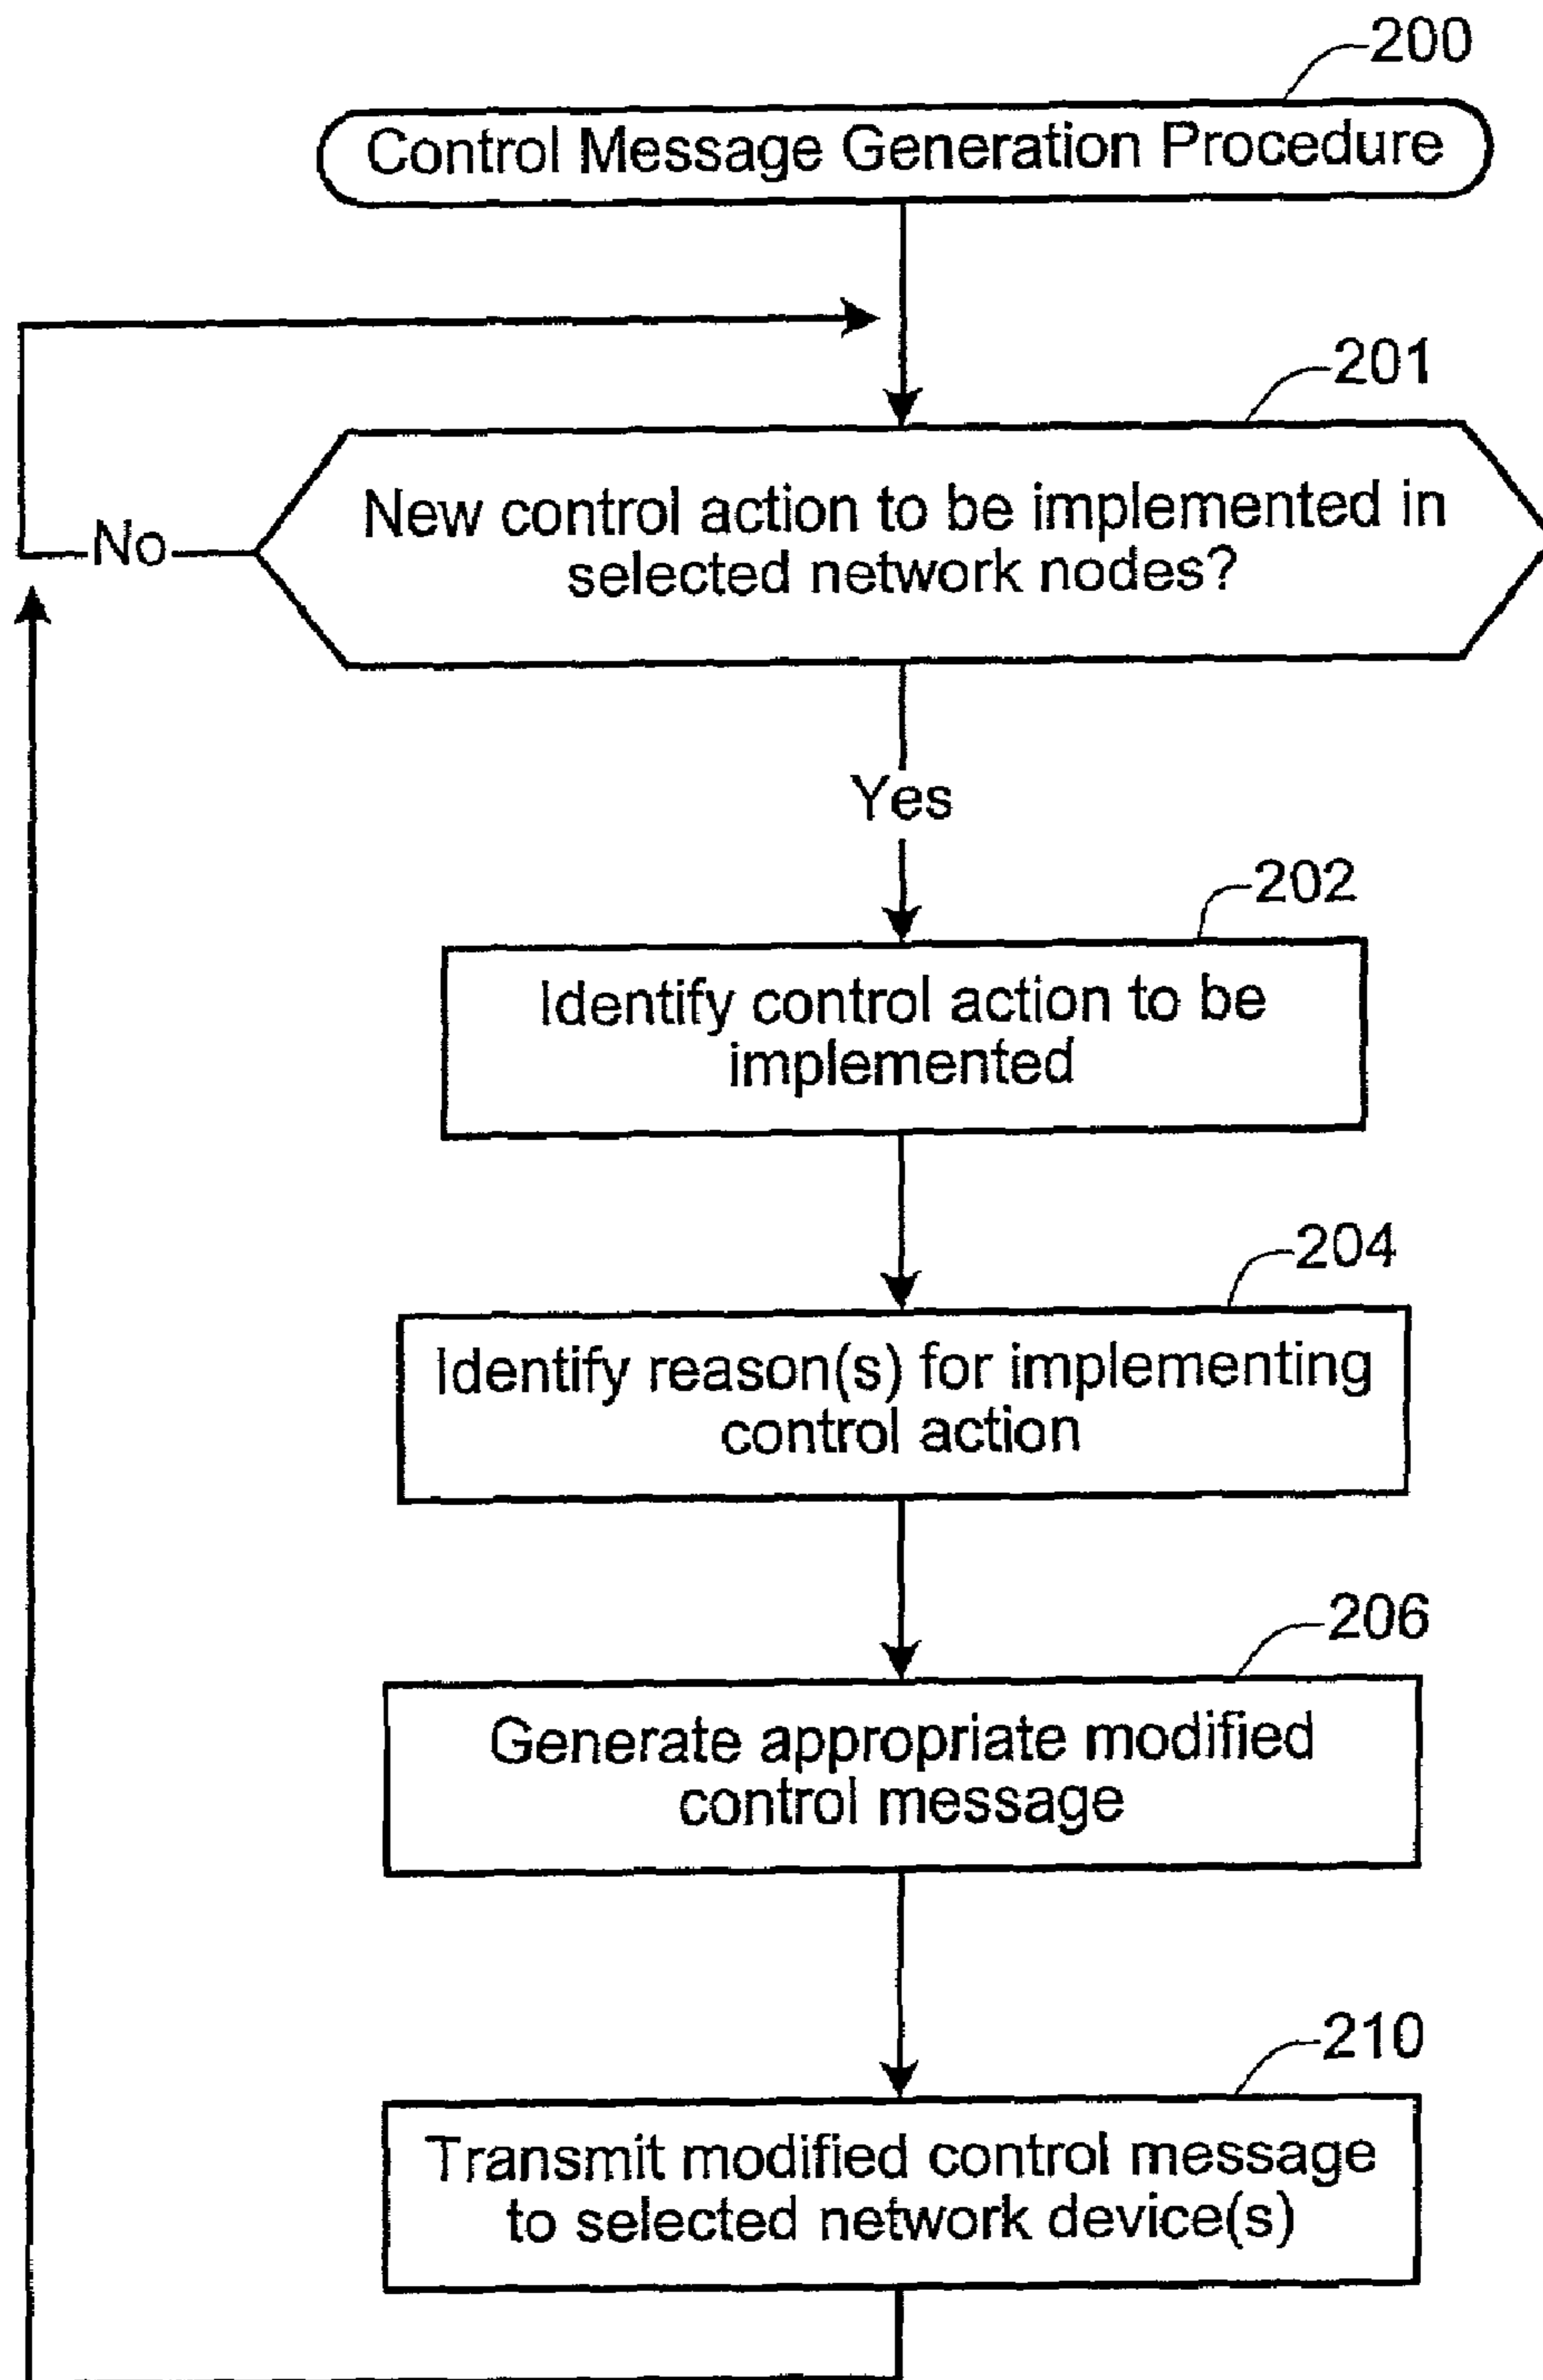 200
Control Message Generation Procedure
201
New control action to be implemented in
selected network nodes?
No
Yes
202
Identify control action to be
implemented
204
Identify reason(s) for implementing
control action
206
Generate appropriate modified
control message
210
Transmit modified control message
to selected network device(s)